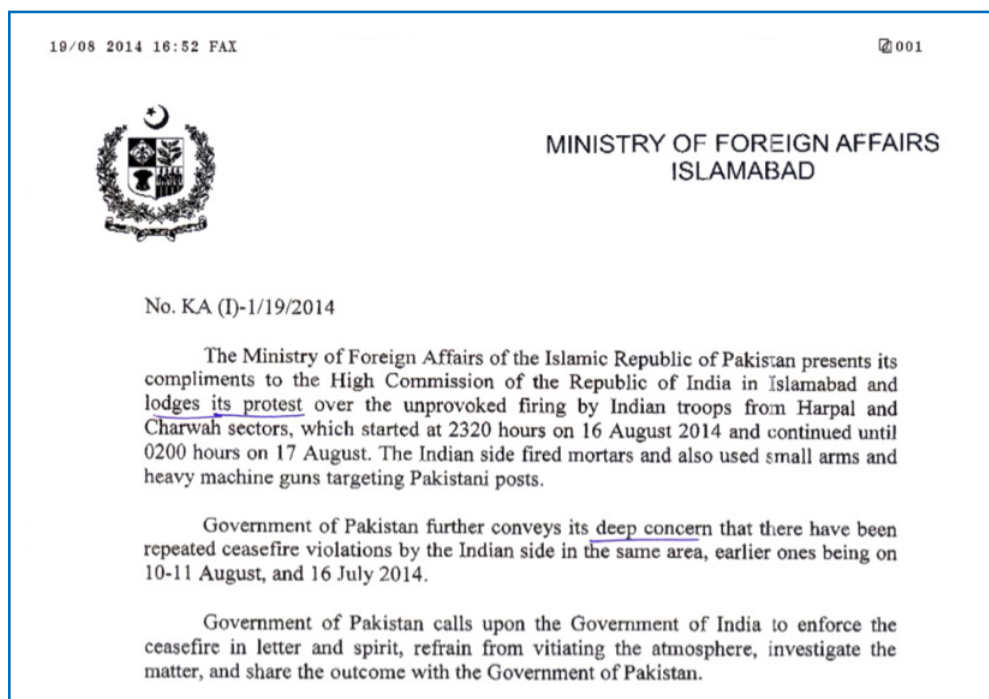 19/08 2014 16:52 FAX
001
MINISTRY OF FOREIGN AFFAIRS
ISLAMABAD
No. KA (I)-1/19/2014
The Ministry of Foreign Affairs of the Islamic Republic of Pakistan presents its
compliments to the High Commission of the Republic of India in Islamabad and
lodges its protest over the unprovoked firing by Indian troops from Harpal and
Charwah sectors, which started at 2320 hours on 16 August 2014 and continued until
0200 hours on 17 August. The Indian side fired mortars and also used small arms and
heavy machine guns targeting Pakistani posts.
Government of Pakistan further conveys its deep concern that there have been
repeated ceasefire violations by the Indian side in the same area, earlier ones being on
10-11 August, and 16 July 2014.
Government of Pakistan calls upon the Government of India to enforce the
ceasefire in letter and spirit, refrain from vitiating the atmosphere, investigate the
matter, and share the outcome with the Government of Pakistan.